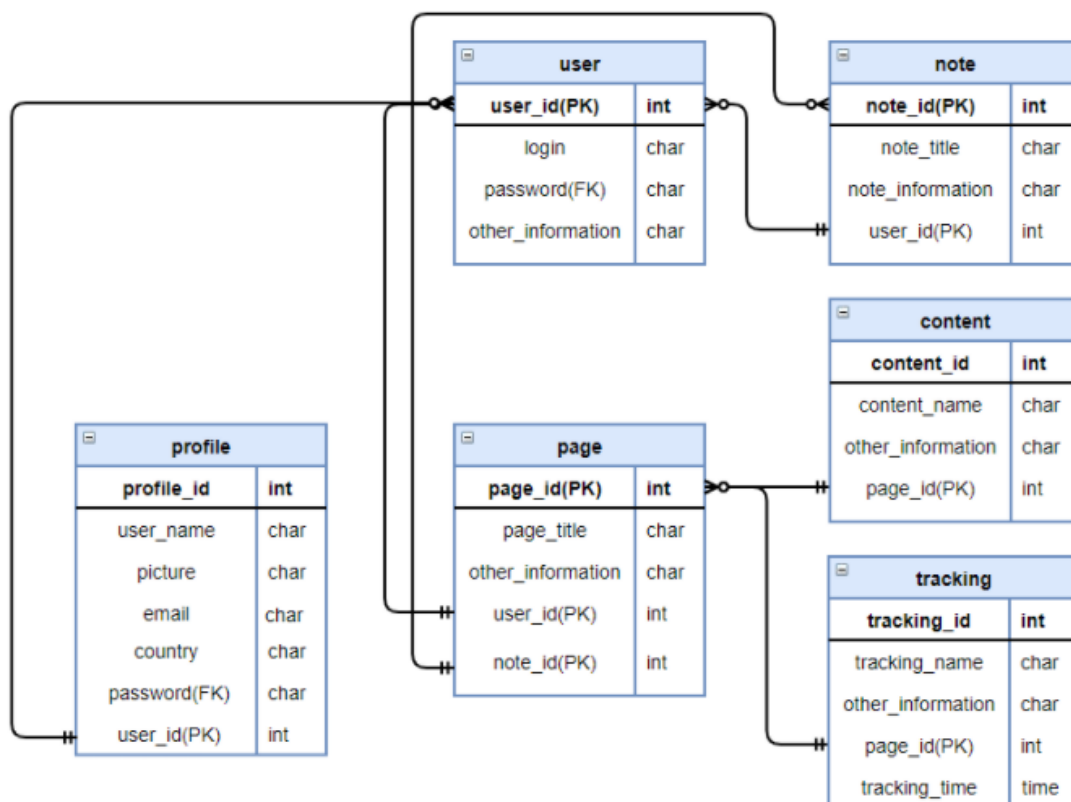 user
user_id(PK) int
login char
password(FK) char
other_information char
note
note_id(PK) int
note_title char
note_information char
user_id(PK) int
content
content_id int
content_name char
other_information char
page_id(PK) int
profile
profile_id int
user_name char
picture char
email char
country char
password(FK) char
user_id(PK) int
page
page_id(PK) int
page_title char
other_information char
user_id(PK) int
note_id(PK) int
tracking
tracking_id int
tracking_name char
other_information char
page_id(PK) int
tracking_time time